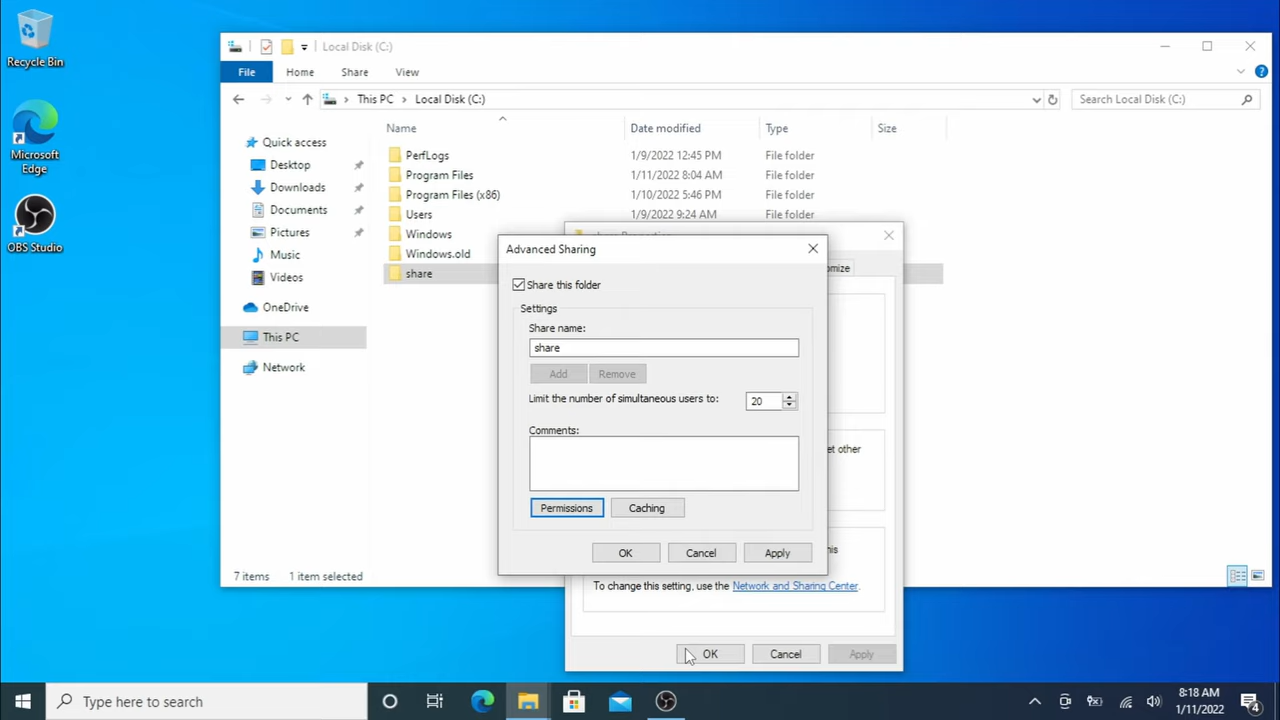 Recycle Bin
Microsoft
Edge
OBS Studio
Local Disk (C:)
File
Home
Share
View
This PC
Local Disk (C:)
Search Local Disk (C:)
Name
Date modified
Type
Size
Quick access
Desktop
Downloads
Documents
Pictures
Music
Videos
OneDrive
This PC
Network
PerfLogs 1/9/2022 12:45 PM File folder
Program Files 1/11/2022 8:04 AM File folder
Program Files (x86) 1/10/2022 5:46 PM File folder
Users 1/9/2022 9:24 AM File folder
Windows
Windows.old
share
7 items
1 item selected
Advanced Sharing
Share this folder
Settings
Share name:
share
Add
Remove
Limit the number of simultaneous users to:
20
Comments:
Permissions
Caching
OK
Cancel
Apply
To change this setting, use the Network and Sharing Center.
OK
Cancel
Apply
Type here to search
8:18 AM
1/11/2022
4